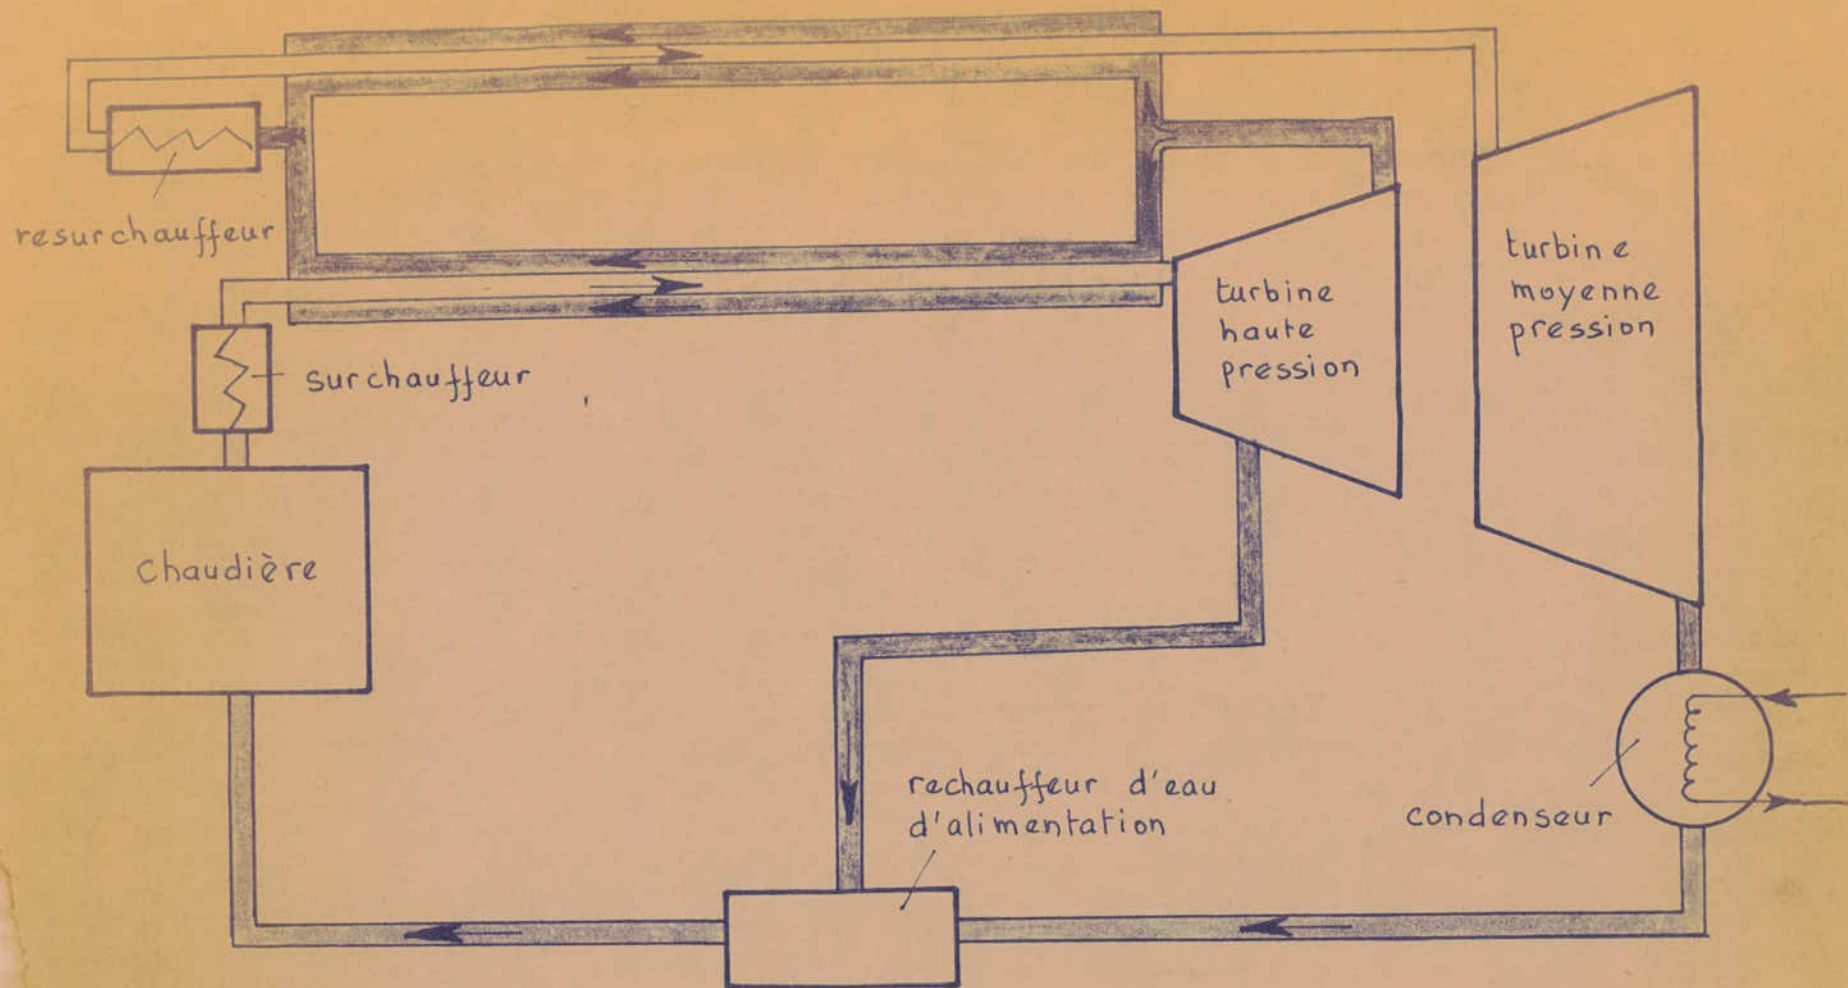 resurchauffeur
surchauffeur
chaudière
turbine
haute
pression
turbine
moyenne
pression
rechauffeur d'eau
d'alimentation
condenseur